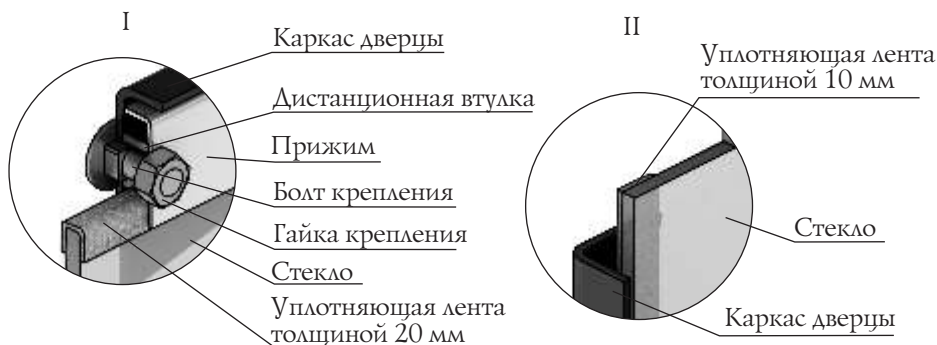 I
Каркас дверцы
Дистанционная втулка
Прижим
Болт крепления
Гайка крепления
Стекло
Уплотняющая лента
толщиной 20 мм
II
Уплотняющая лента
толщиной 10 мм
Стекло
Каркас дверцы